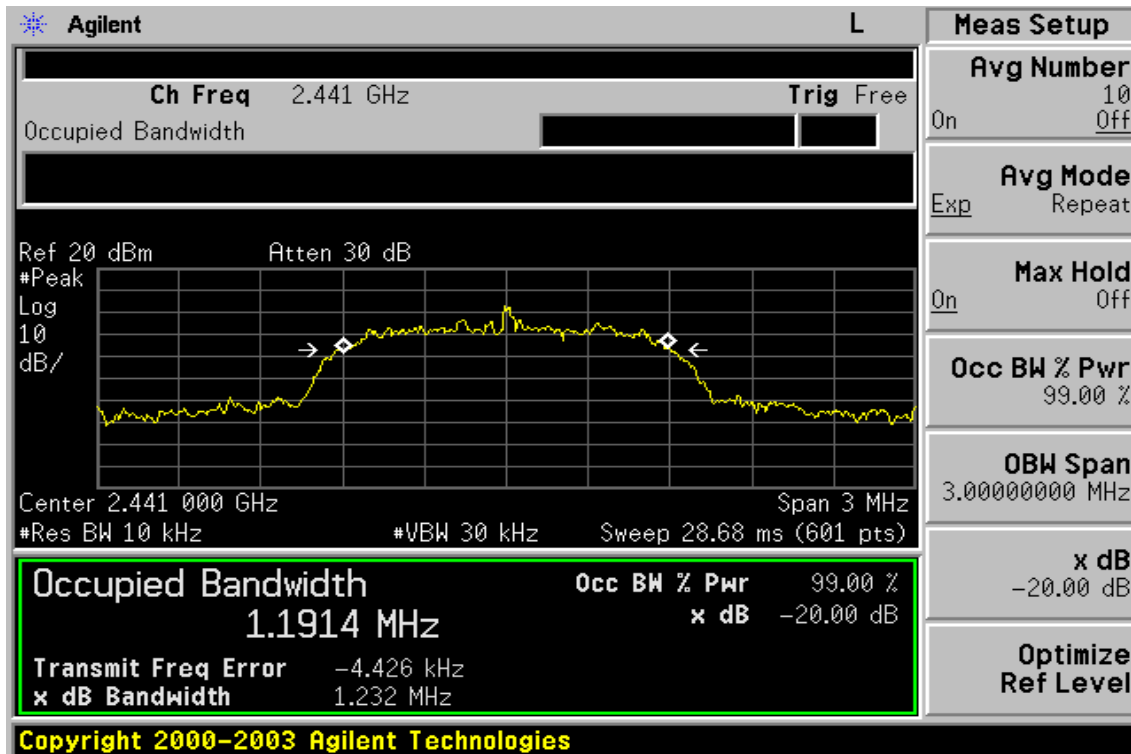 Agilent L
Ch Freq 2.441 GHz Trig Free
Occupied Bandwidth
Ref 20 dBm Atten 30 dB
#Peak
Log
10
dB/
Center 2.441 000 GHz Span 3 MHz
#Res BW 10 kHz #VBW 30 kHz Sweep 28.68 ms (601 pts)
Occupied Bandwidth
1.1914 MHz
Occ BW % Pwr 99.00 %
x dB -20.00 dB
Transmit Freq Error -4.426 kHz
x dB Bandwidth 1.232 MHz
Copyright 2000-2003 Agilent Technologies
Meas Setup
Avg Number
10
On Off
Avg Mode
Exp Repeat
Max Hold
On Off
Occ BW % Pwr
99.00 %
OBW Span
3.00000000 MHz
x dB
-20.00 dB
Optimize
Ref Level